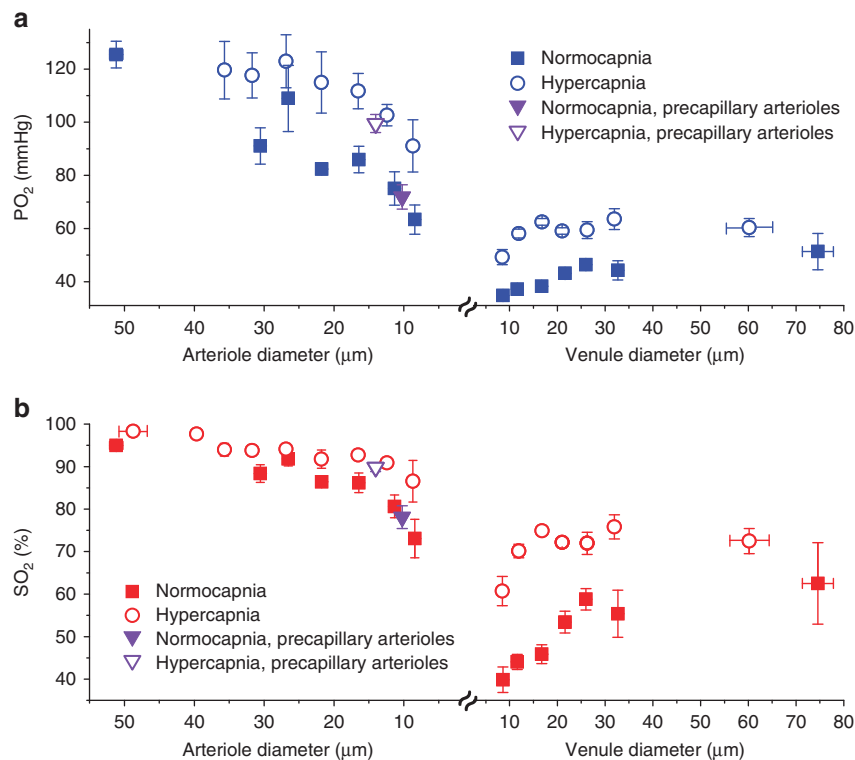 a
120
100
80
60
40
PO₂ (mmHg)
Normocapnia
Hypercapnia
Normocapnia, precapillary arterioles
Hypercapnia, precapillary arterioles
50 40 30 20 10 10 20 30 40 50 60 70 80
Arteriole diameter (μm) Venule diameter (μm)
b
100
90
80
70
60
50
40
SO₂ (%)
Normocapnia
Hypercapnia
Normocapnia, precapillary arterioles
Hypercapnia, precapillary arterioles
50 40 30 20 10 10 20 30 40 50 60 70 80
Arteriole diameter (μm) Venule diameter (μm)